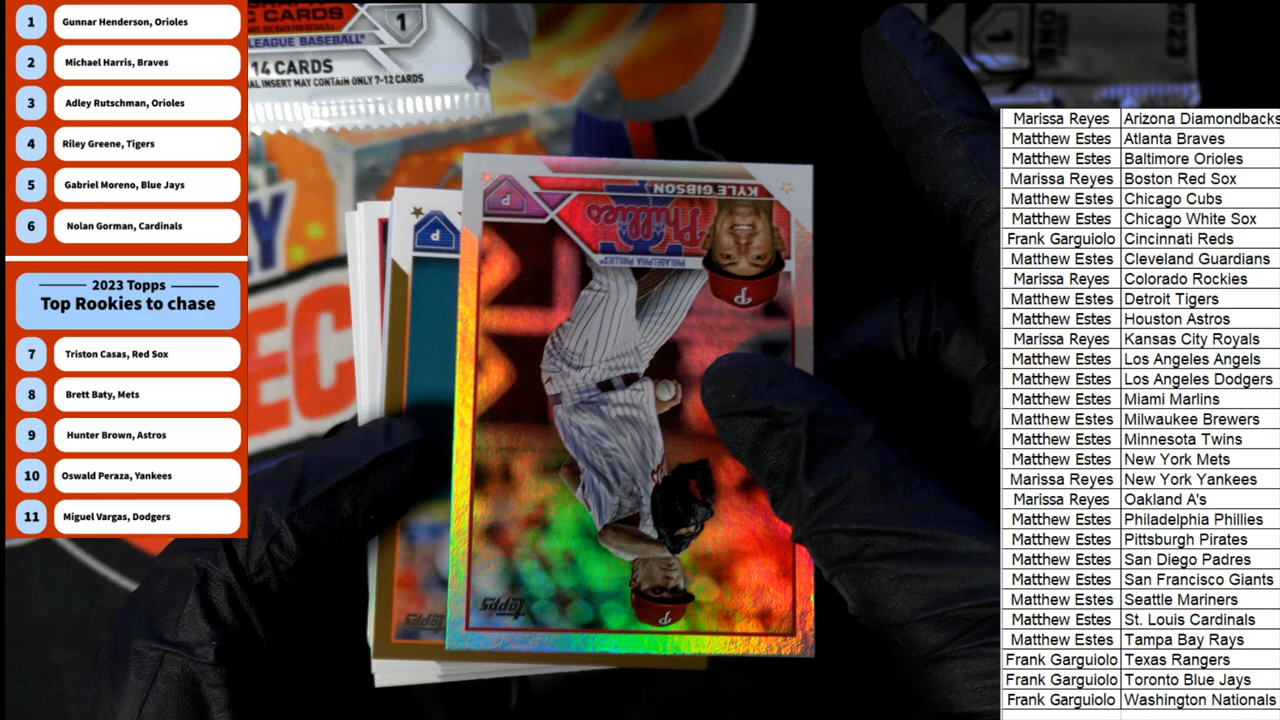 1 Gunnar Henderson, Orioles
2 Michael Harris, Braves
3 Adley Rutschman, Orioles
4 Riley Greene, Tigers
5 Gabriel Moreno, Blue Jays
6 Nolan Gorman, Cardinals
2023 Topps
Top Rookies to chase
7 Triston Casas, Red Sox
8 Brett Baty, Mets
9 Hunter Brown, Astros
10 Oswald Peraza, Yankees
11 Miguel Vargas, Dodgers
CARDS
1
LEAGUE BASEBALL
14 CARDS
INSERT MAY CONTAIN ONLY 7-12 CARDS
KYLE GIBSON
Phillies
PHILADELPHIA PHILLIES
P
Topps
Topps
Marissa Reyes Arizona Diamondbacks
Matthew Estes Atlanta Braves
Matthew Estes Baltimore Orioles
Marissa Reyes Boston Red Sox
Matthew Estes Chicago Cubs
Matthew Estes Chicago White Sox
Frank Garguiolo Cincinnati Reds
Matthew Estes Cleveland Guardians
Marissa Reyes Colorado Rockies
Matthew Estes Detroit Tigers
Matthew Estes Houston Astros
Marissa Reyes Kansas City Royals
Matthew Estes Los Angeles Angels
Matthew Estes Los Angeles Dodgers
Matthew Estes Miami Marlins
Matthew Estes Milwaukee Brewers
Matthew Estes Minnesota Twins
Matthew Estes New York Mets
Marissa Reyes New York Yankees
Marissa Reyes Oakland A's
Matthew Estes Philadelphia Phillies
Matthew Estes Pittsburgh Pirates
Matthew Estes San Diego Padres
Matthew Estes San Francisco Giants
Matthew Estes Seattle Mariners
Matthew Estes St. Louis Cardinals
Matthew Estes Tampa Bay Rays
Frank Garguiolo Texas Rangers
Frank Garguiolo Toronto Blue Jays
Frank Garguiolo Washington Nationals